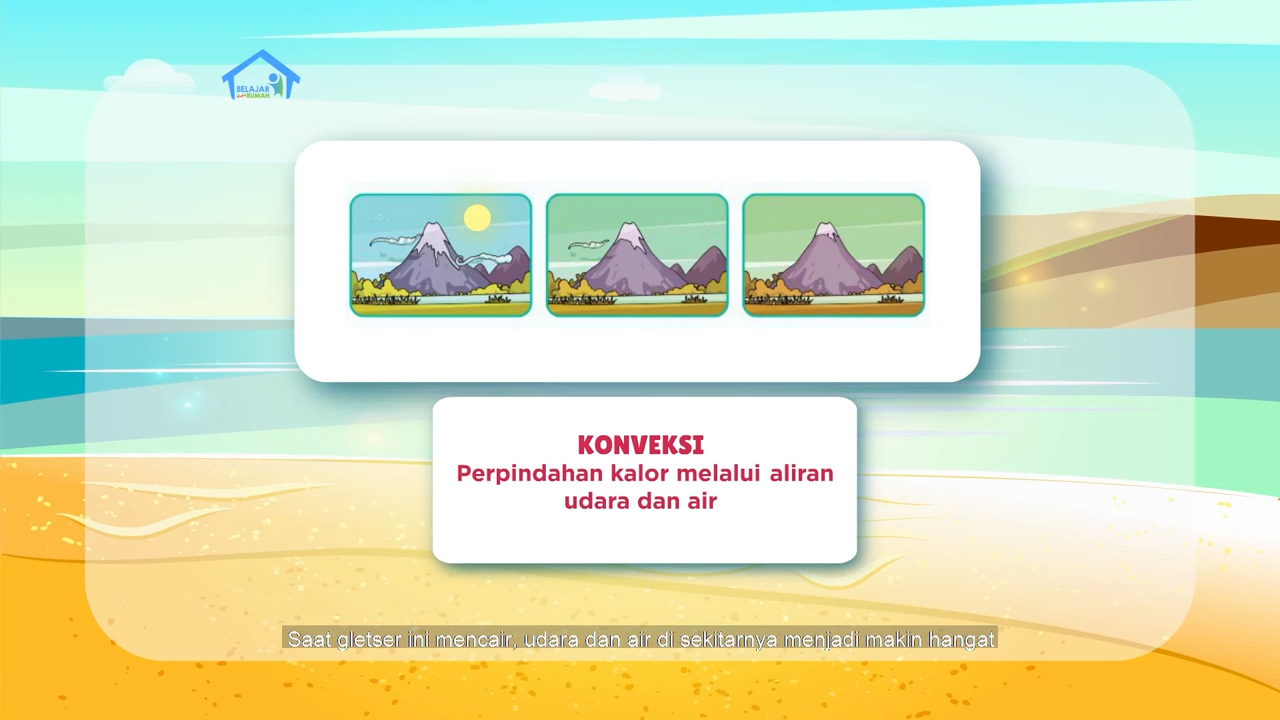 BELAJAR
dari RUMAH
KONVEKSI
Perpindahan kalor melalui aliran
udara dan air
Saat gletser ini mencair, udara dan air di sekitarnya menjadi makin hangat